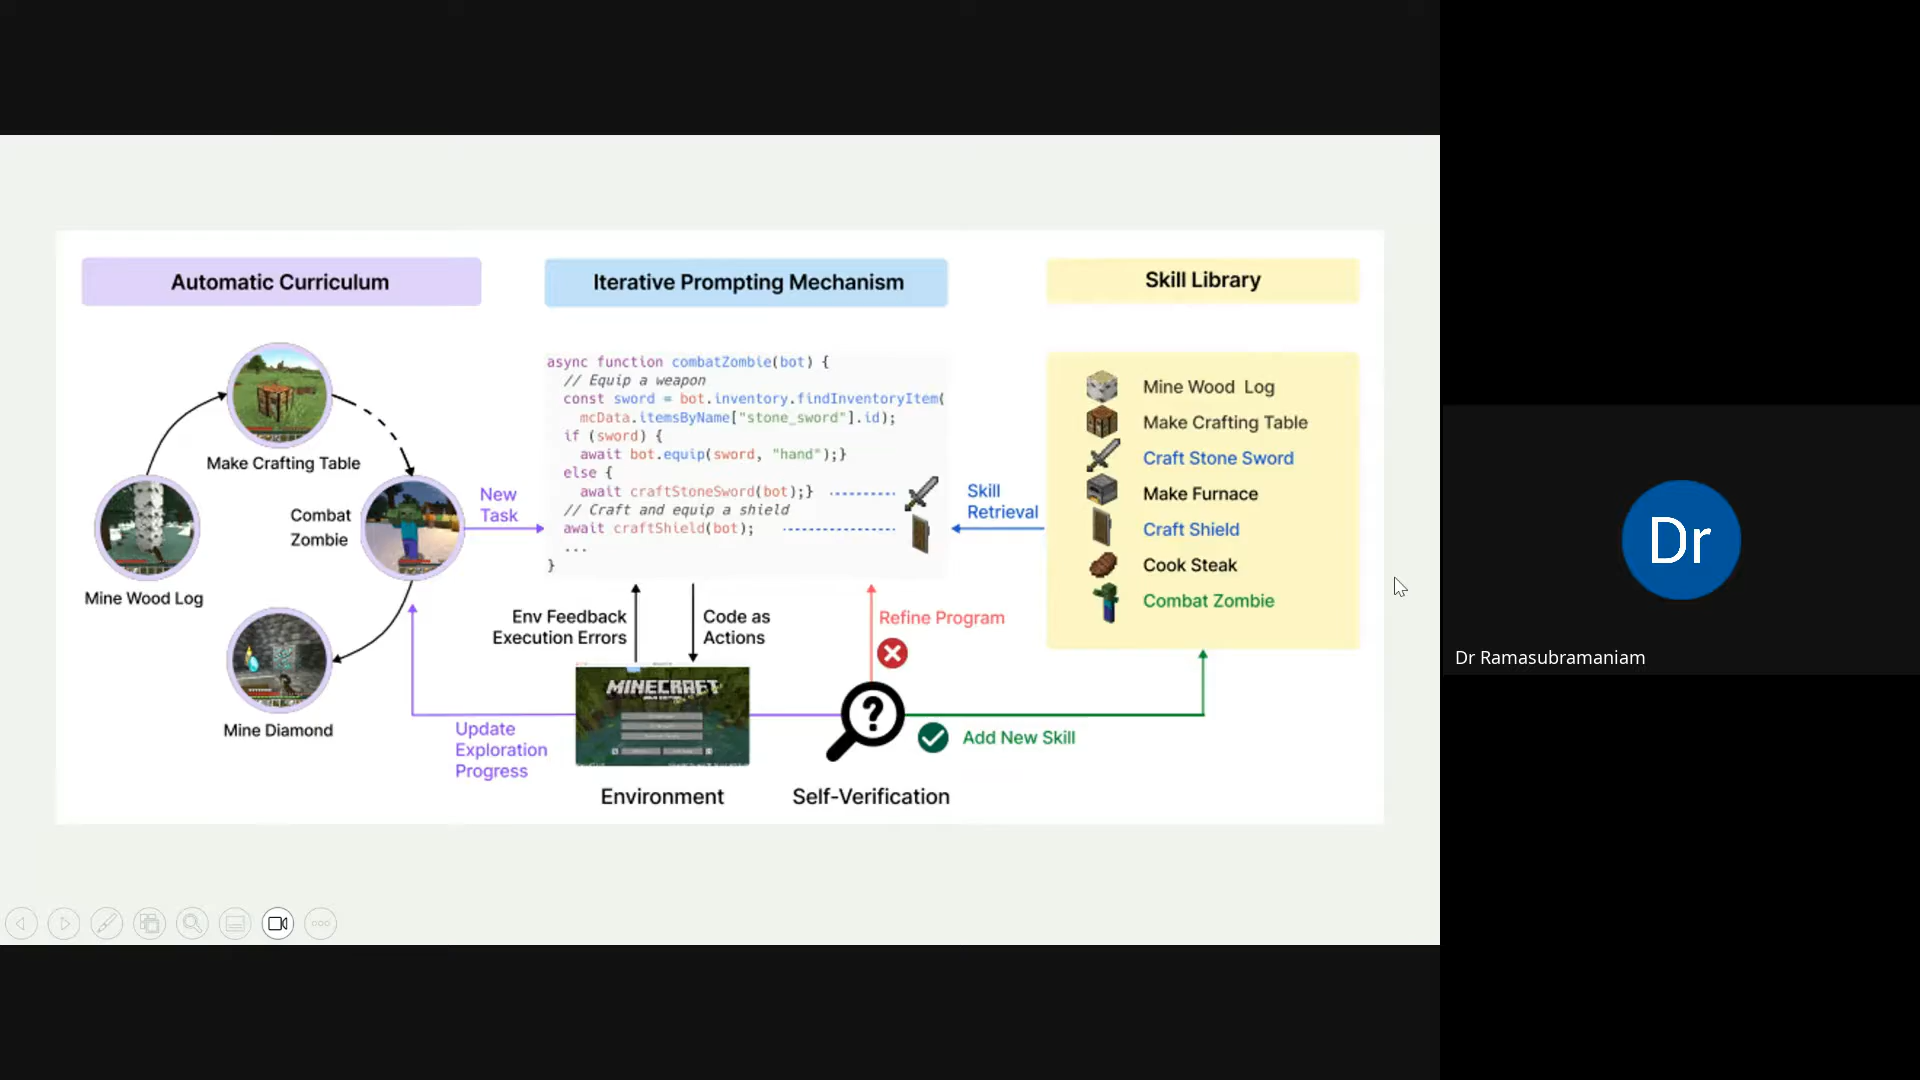 Automatic Curriculum
Iterative Prompting Mechanism
Skill Library
Make Crafting Table
Combat
Zombie
Mine Wood Log
Mine Diamond
New
Task
async function combatZombie(bot) {
// Equip a weapon
const sword = bot.inventory.findInventoryItem(
mcData.itemsByName["stone_sword"].id);
if (sword) {
await bot.equip(sword, "hand");}
else {
await craftStoneSword(bot);}
// Craft and equip a shield
await craftShield(bot);
...
}
Skill
Retrieval
Mine Wood Log
Make Crafting Table
Craft Stone Sword
Make Furnace
Craft Shield
Cook Steak
Combat Zombie
Env Feedback
Execution Errors
Code as
Actions
Refine Program
MINECRAFT
Update
Exploration
Progress
Add New Skill
Environment
Self-Verification
Dr
Dr Ramasubramaniam